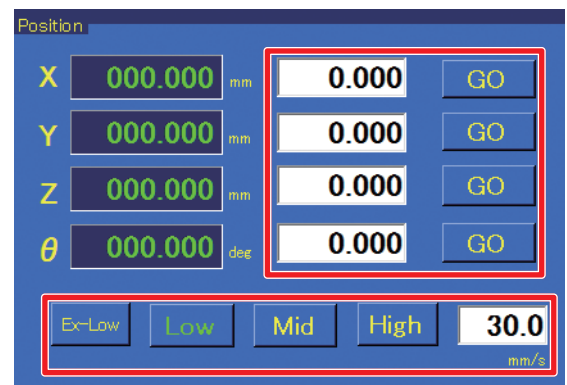 Position
X 000.000 mm 0.000 GO
Y 000.000 mm 0.000 GO
Z 000.000 mm 0.000 GO
θ 000.000 deg 0.000 GO
Ex-Low Low Mid High 30.0
mm/s